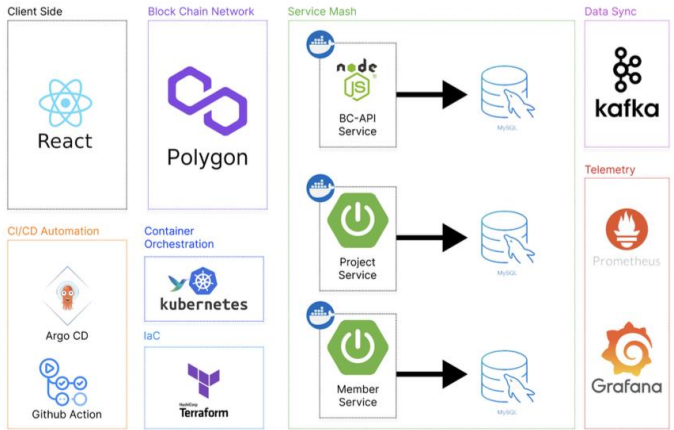 Client Side
React
Block Chain Network
Polygon
Service Mash
node
JS
BC-API
Service
MySQL
Project
Service
MySQL
Member
Service
MySQL
Data Sync
kafka
Telemetry
Prometheus
Grafana
CI/CD Automation
Argo CD
Github Action
Container
Orchestration
kubernetes
IaC
HashiCorp
Terraform